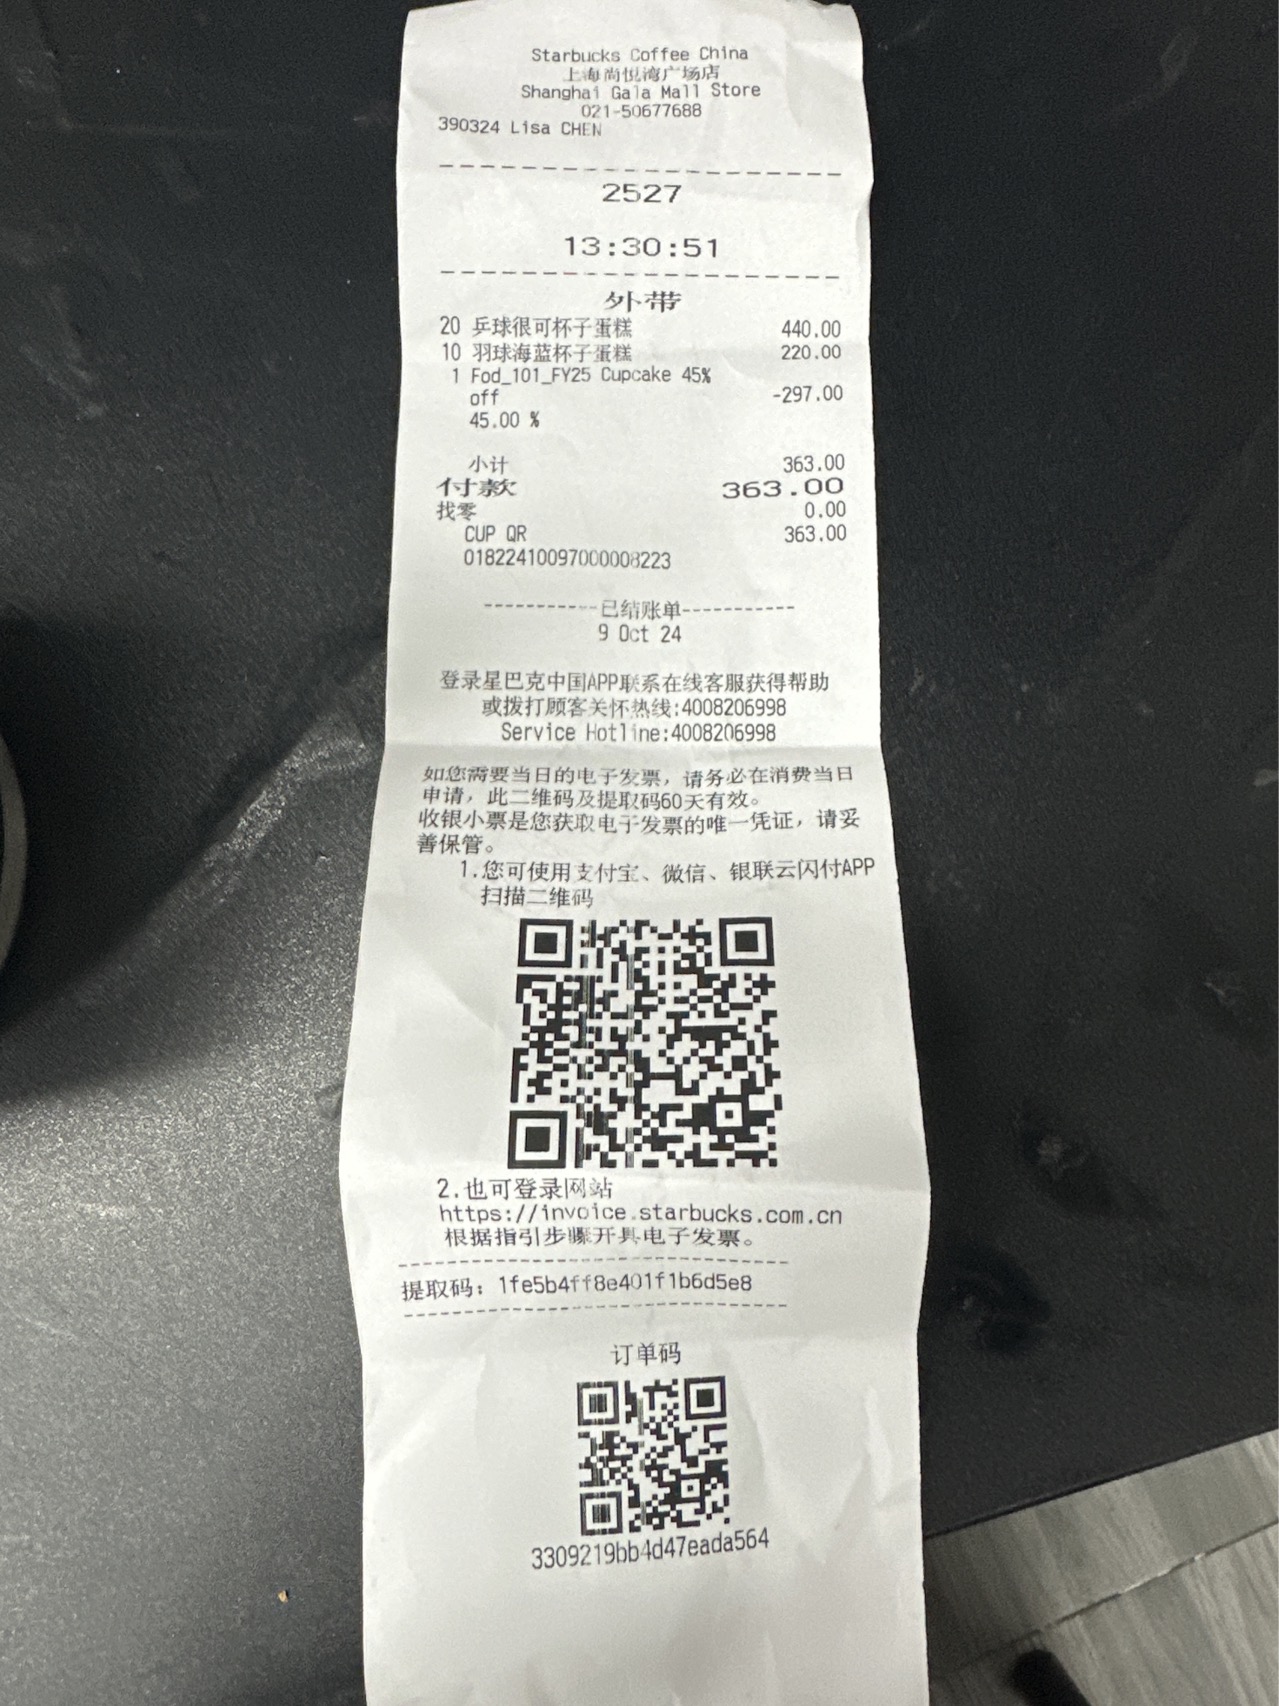 Starbucks Coffee China
上海尚悦湾广场店
Shanghai Gala Mall Store
021-50677688
390324 Lisa CHEN
2527
13:30:51
外带
20 乒球很可杯子蛋糕 440.00
10 羽球海蓝杯子蛋糕 220.00
1 Fod_101_FY25 Cupcake 45%
off -297.00
45.00 %
小计 363.00
付款 363.00
找零 0.00
CUP QR 363.00
01822410097000008223
-----------已结账单-----------
9 Oct 24
登录星巴克中国APP联系在线客服获得帮助
或拨打顾客关怀热线:4008206998
Service Hotline:4008206998
如您需要当日的电子发票，请务必在消费当日
申请，此二维码及提取码60天有效。
收银小票是您获取电子发票的唯一凭证，请妥
善保管。
1.您可使用支付宝、微信、银联云闪付APP
扫描二维码
2.也可登录网站
https://invoice.starbucks.com.cn
根据指引步骤开具电子发票。
提取码：1fe5b4ff8e401f1b6d5e8
订单码
3309219bb4d47eada564